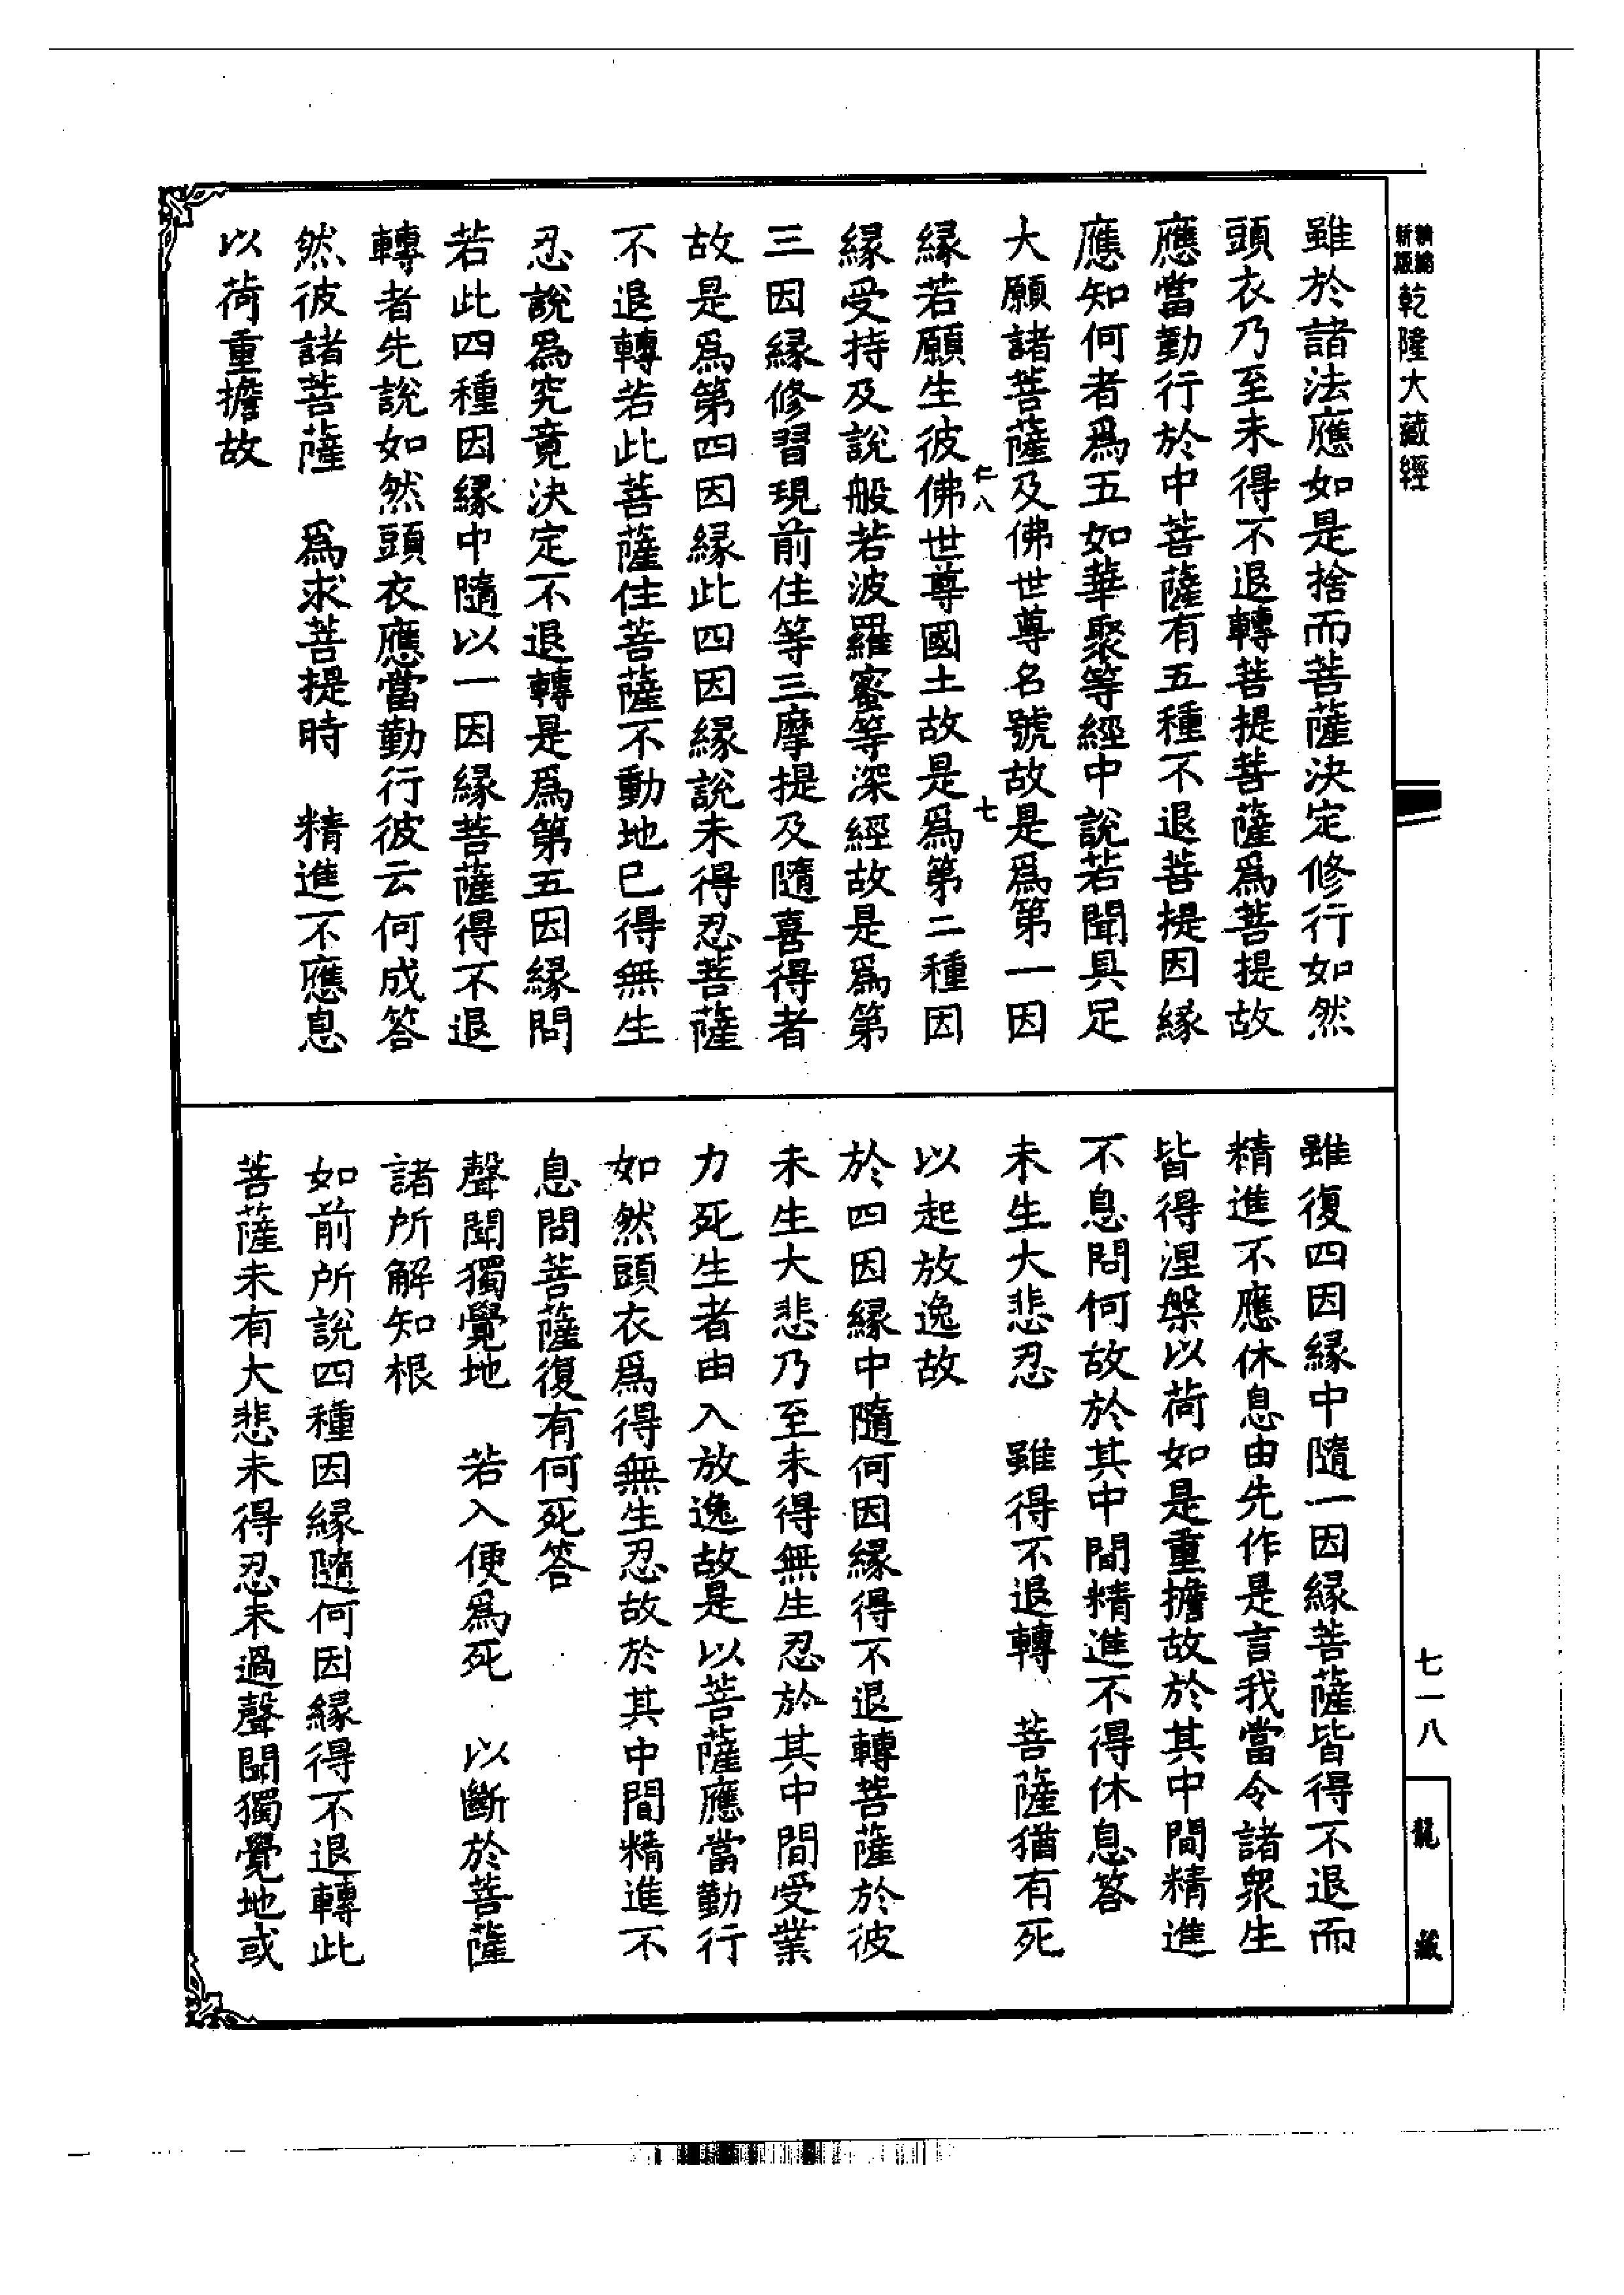 新版
精縮
乾隆大藏經
雖於諸法應如是捨而菩薩決定修行如然
頭衣乃至未得不退轉菩提菩薩爲菩提故
應當勤行於中菩薩有五種不退菩提因緣
應知何者爲五如華聚等經中說若聞具足
大願諸菩薩及佛世尊名號故是爲第一因
仁八
七
緣若願生彼佛世尊國土故是爲第二種因
緣受持及說般若波羅蜜等深經故是爲第
三因緣修習現前住等三摩提及隨喜得者
故是爲第四因緣此四因緣說未得忍菩薩
不退轉若此菩薩住菩薩不動地已得無生
忍說爲究竟決定不退轉是爲第五因緣問
若此四種因緣中隨以一因緣菩薩得不退
轉者先說如然頭衣應當勤行彼云何成答
然彼諸菩薩　爲求菩提時　精進不應息
以荷重擔故
雖復四因緣中隨一因緣菩薩皆得不退而
精進不應休息由先作是言我當令諸眾生
皆得涅槃以荷如是重擔故於其中間精進
不息問何故於其中間精進不得休息答
未生大悲忍　雖得不退轉　菩薩猶有死
以起放逸故
於四因緣中隨何因緣得不退轉菩薩於彼
未生大悲乃至未得無生忍於其中間受業
力死生者由入放逸故是以菩薩應當勤行
如然頭衣爲得無生忍故於其中間精進不
息問菩薩復有何死答
聲聞獨覺地　若入便爲死　以斷於菩薩
諸所解知根
如前所說四種因緣隨何因緣得不退轉此
菩薩未有大悲未得忍未過聲聞獨覺地或
七一八
龍藏